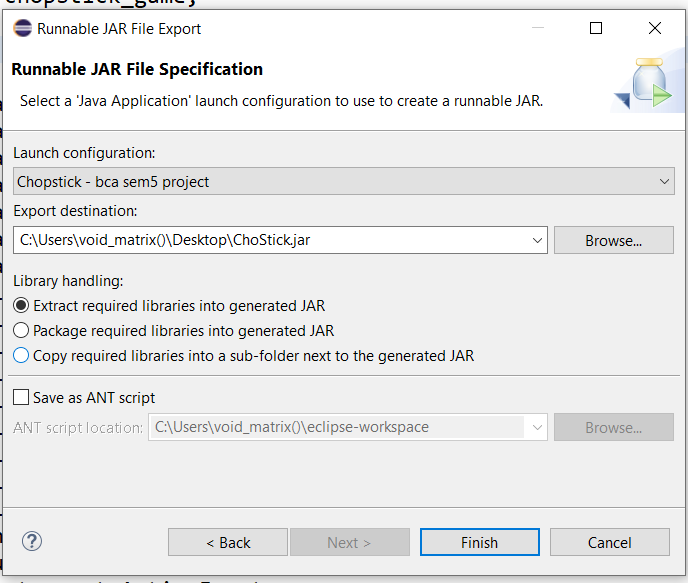 chopstick_game;
Runnable JAR File Export
Runnable JAR File Specification
Select a 'Java Application' launch configuration to use to create a runnable JAR.
Launch configuration:
Chopstick - bca sem5 project
Export destination:
C:\Users\void_matrix()\Desktop\ChoStick.jar
Browse...
Library handling:
Extract required libraries into generated JAR
Package required libraries into generated JAR
Copy required libraries into a sub-folder next to the generated JAR
Save as ANT script
ANT script location: C:\Users\void_matrix()\eclipse-workspace Browse...
? < Back Next > Finish Cancel